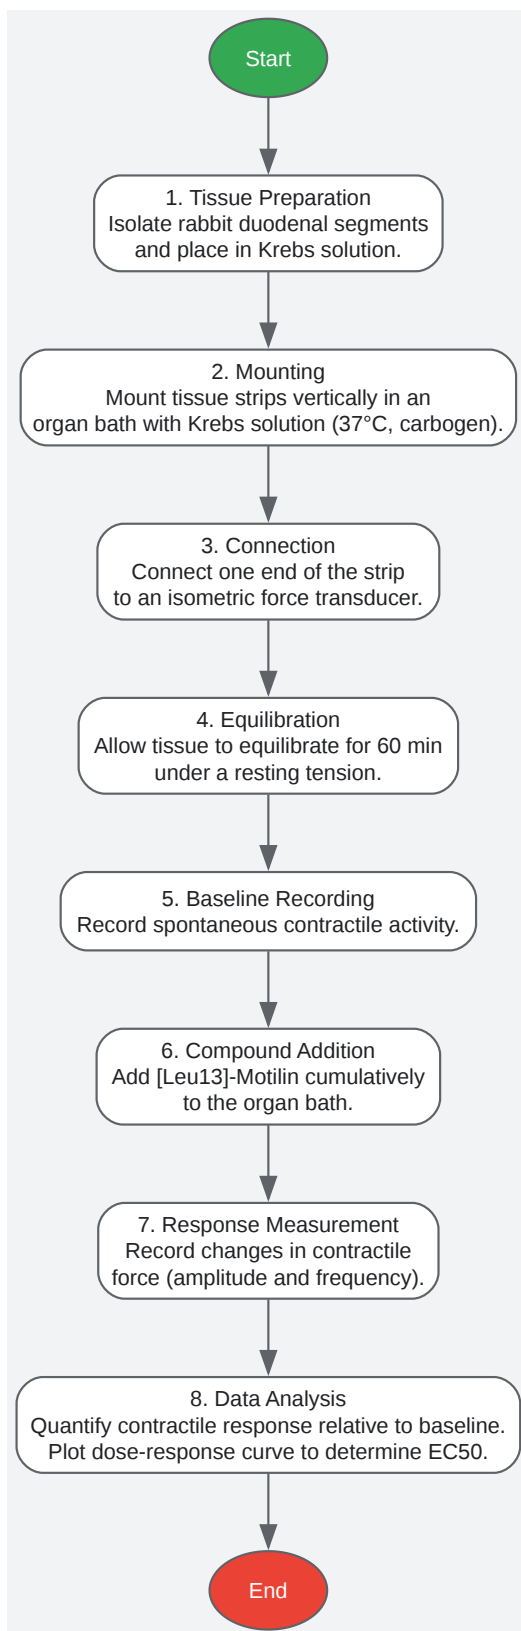 Start
1. Tissue Preparation
Isolate rabbit duodenal segments
and place in Krebs solution.
2. Mounting
Mount tissue strips vertically in an
organ bath with Krebs solution (37°C, carbogen).
3. Connection
Connect one end of the strip
to an isometric force transducer.
4. Equilibration
Allow tissue to equilibrate for 60 min
under a resting tension.
5. Baseline Recording
Record spontaneous contractile activity.
6. Compound Addition
Add [Leu13]-Motilin cumulatively
to the organ bath.
7. Response Measurement
Record changes in contractile
force (amplitude and frequency).
8. Data Analysis
Quantify contractile response relative to baseline.
Plot dose-response curve to determine EC50.
End